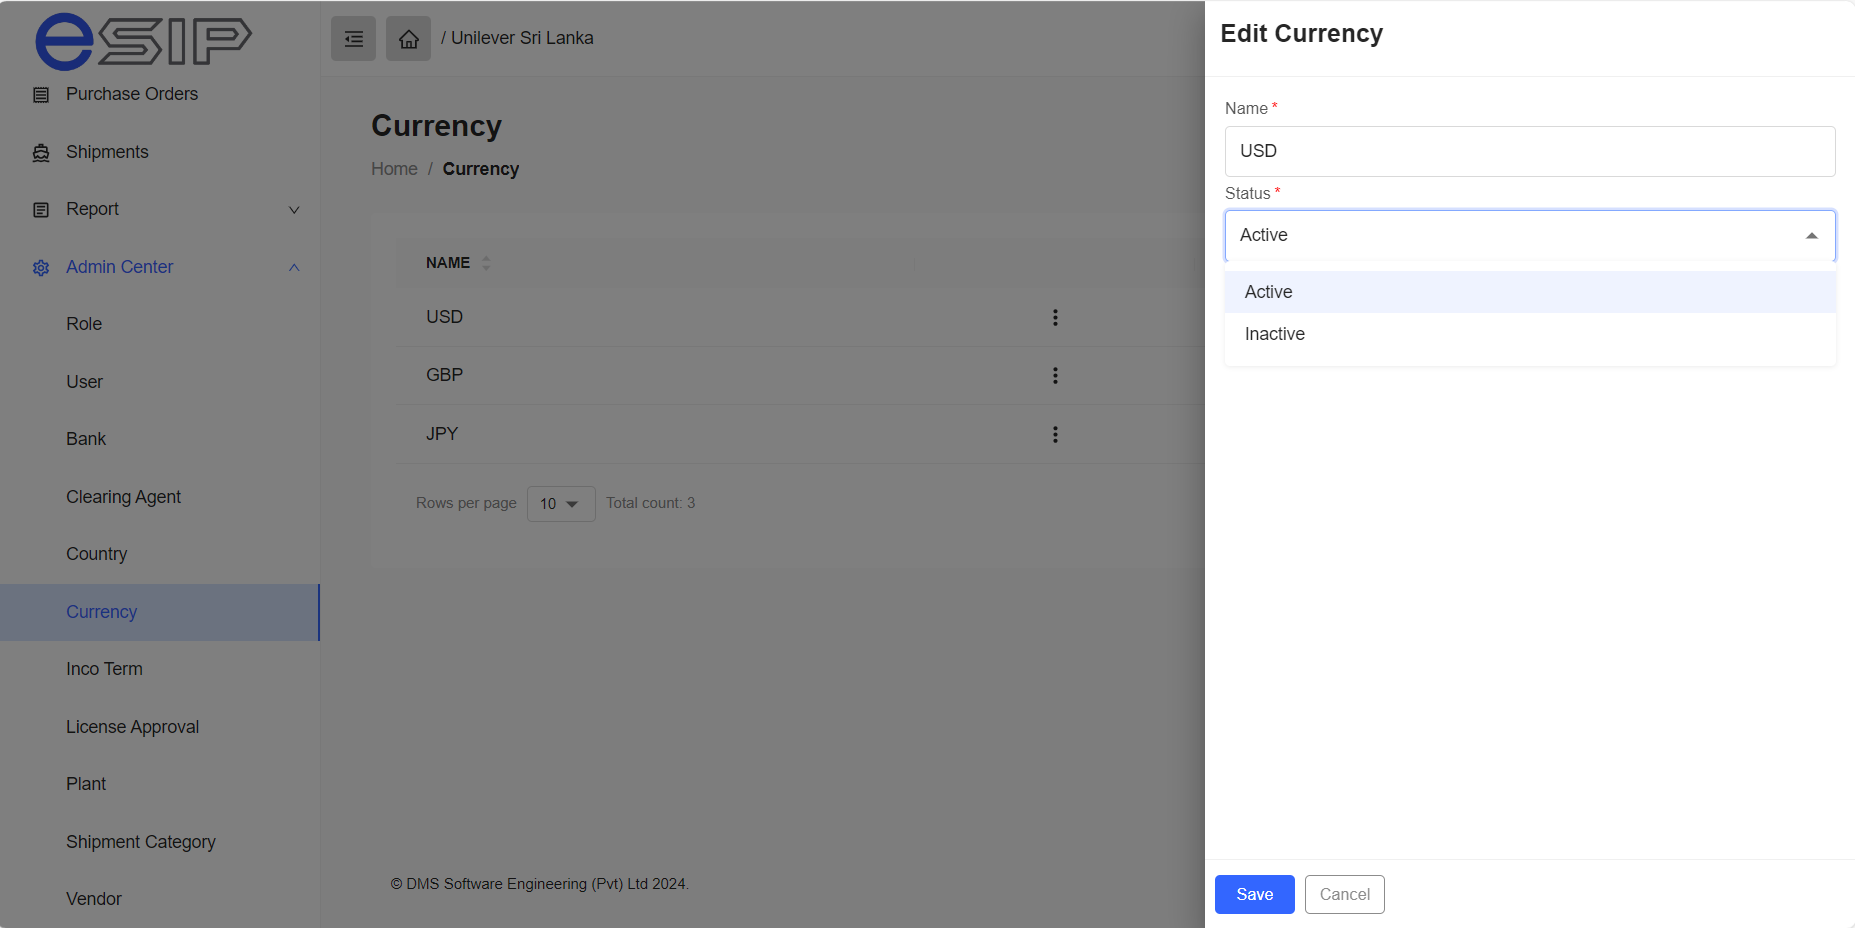 eSIP
Purchase Orders
Shipments
Report
Admin Center
Role
User
Bank
Clearing Agent
Country
Currency
Inco Term
License Approval
Plant
Shipment Category
Vendor
/ Unilever Sri Lanka
Currency
Home / Currency
NAME
USD
GBP
JPY
Rows per page 10 Total count: 3
© DMS Software Engineering (Pvt) Ltd 2024.
Edit Currency
Name *
USD
Status *
Active
Active
Inactive
Save Cancel